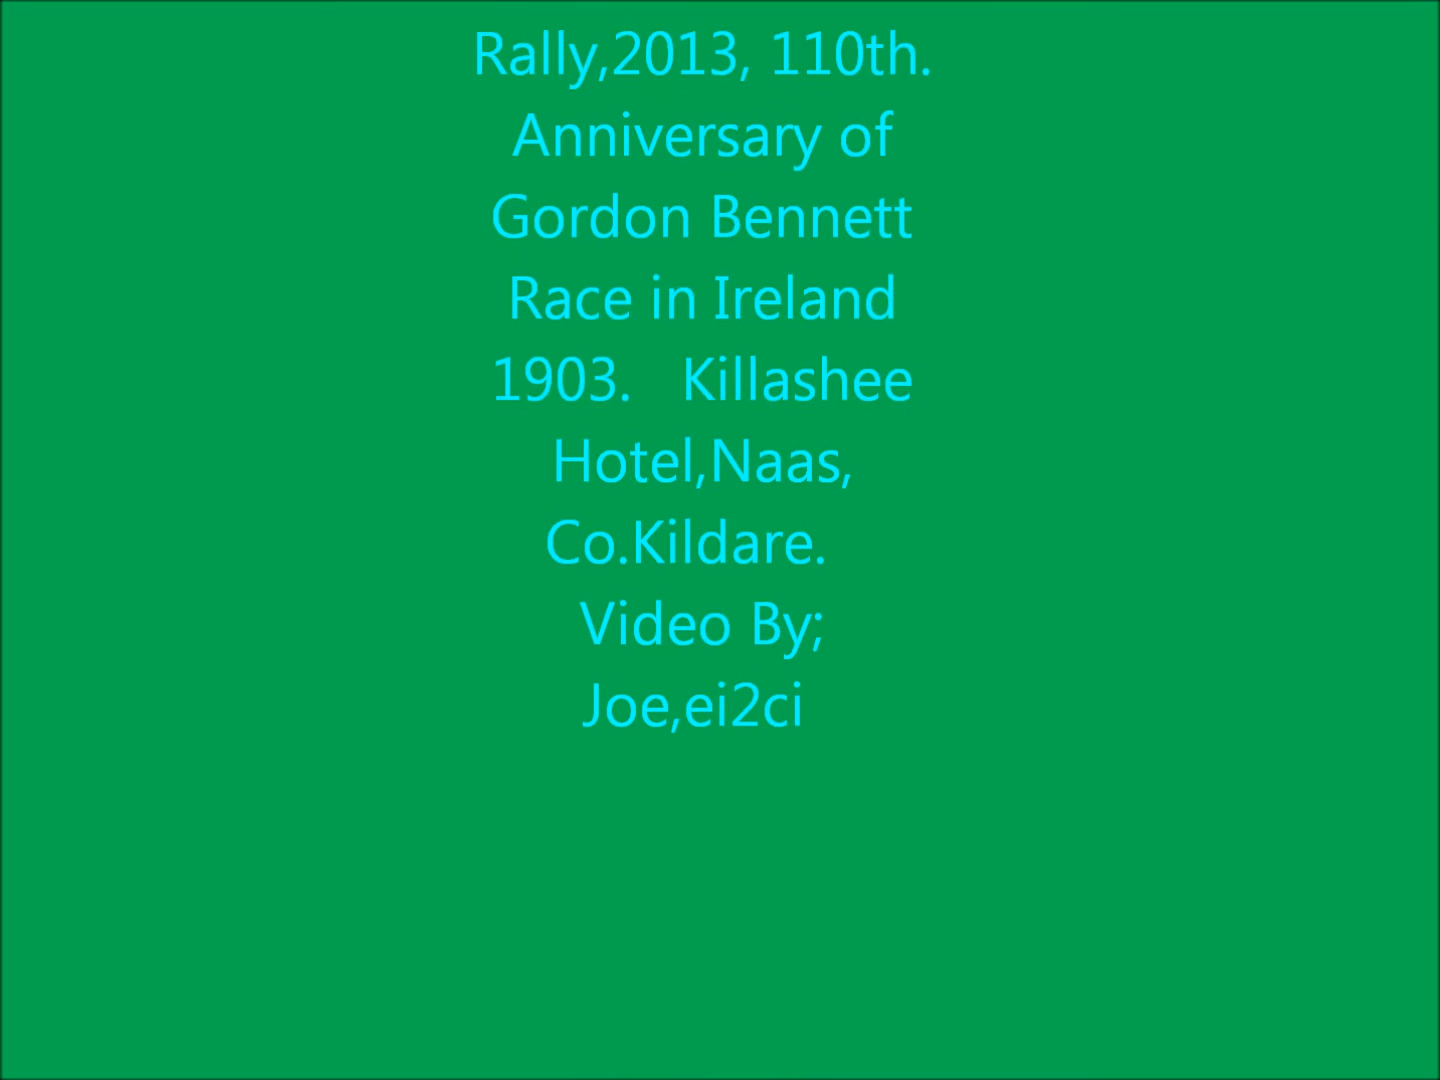 Rally,2013, 110th.
Anniversary of
Gordon Bennett
Race in Ireland
1903.   Killashee
Hotel,Naas,
Co.Kildare.
Video By;
Joe,ei2ci